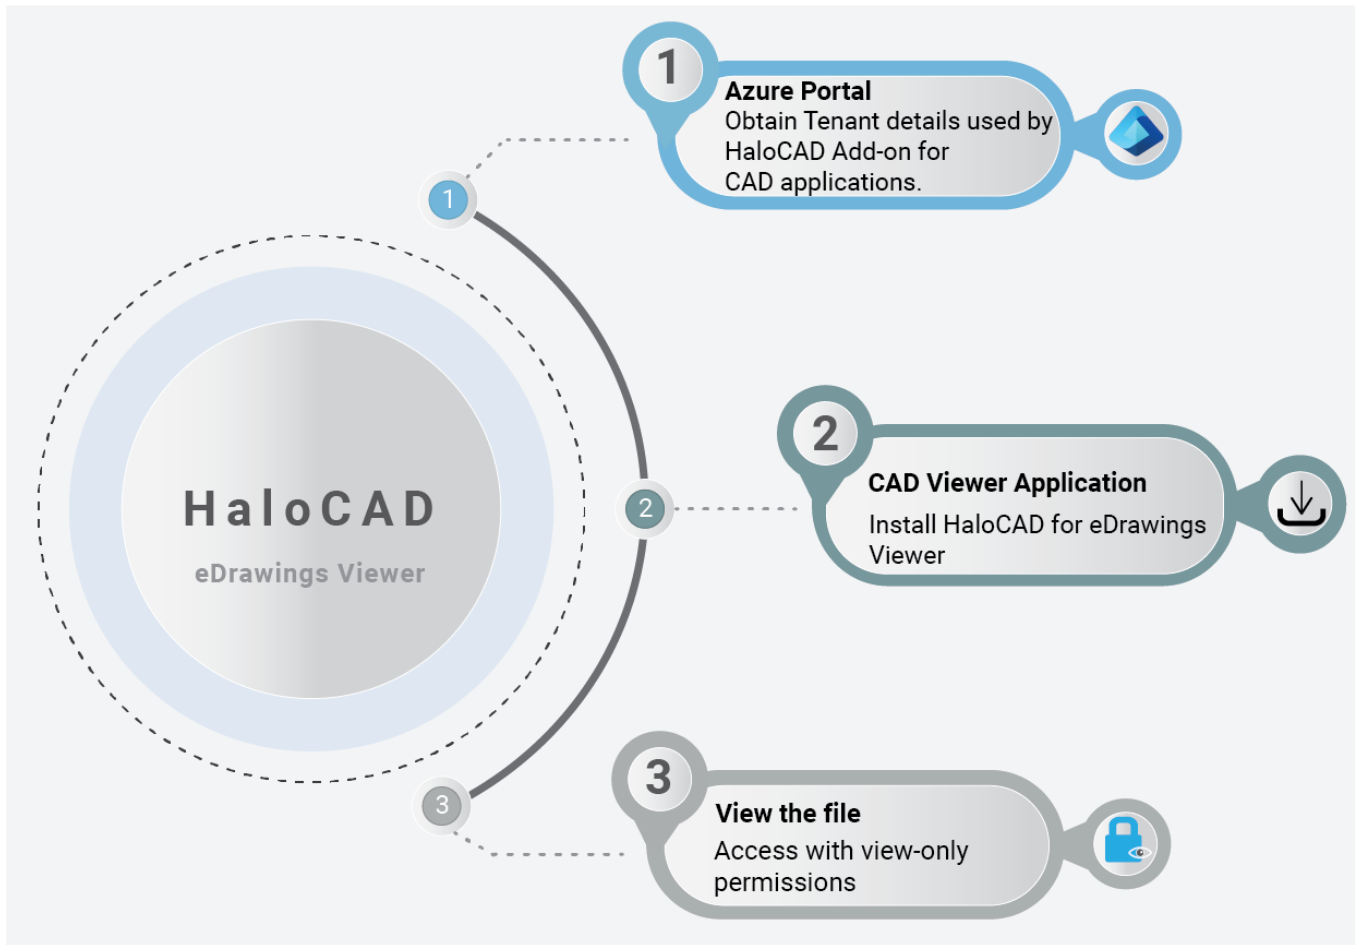 1
Azure Portal
Obtain Tenant details used by
HaloCAD Add-on for
CAD applications.
1
HaloCAD
eDrawings Viewer
2
2
CAD Viewer Application
Install HaloCAD for eDrawings
Viewer
3
3
View the file
Access with view-only
permissions